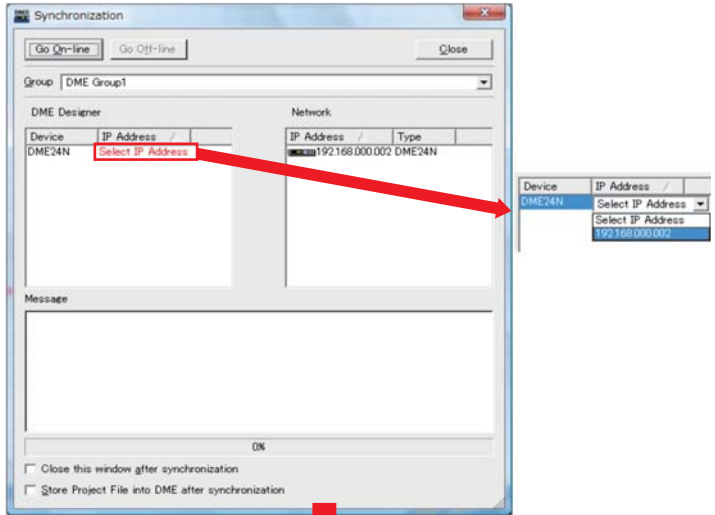 Synchronization
Go On-line Go Off-line Close
Group DME Group1
DME Designer Network
Device IP Address / IP Address / Type
DME24N Select IP Address 192.168.000.002 DME24N
Device IP Address /
DME24N Select IP Address
Select IP Address
192.168.000.002
Message
0%
Close this window after synchronization
Store Project File into DME after synchronization